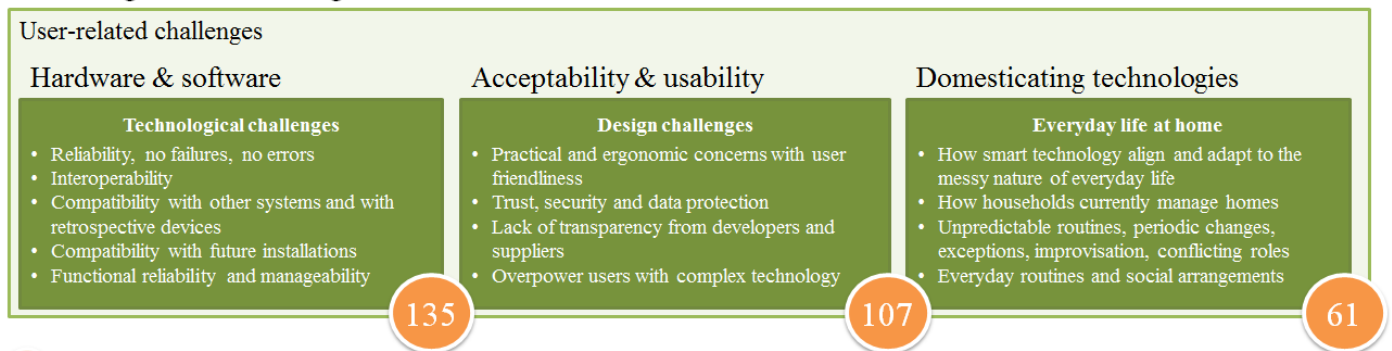 User-related challenges
Hardware & software
Technological challenges
• Reliability, no failures, no errors
• Interoperability
• Compatibility with other systems and with
retrospective devices
• Compatibility with future installations
• Functional reliability and manageability
135
Acceptability & usability
Design challenges
• Practical and ergonomic concerns with user
friendliness
• Trust, security and data protection
• Lack of transparency from developers and
suppliers
• Overpower users with complex technology
107
Domesticating technologies
Everyday life at home
• How smart technology align and adapt to the
messy nature of everyday life
• How households currently manage homes
• Unpredictable routines, periodic changes,
exceptions, improvisation, conflicting roles
• Everyday routines and social arrangements
61